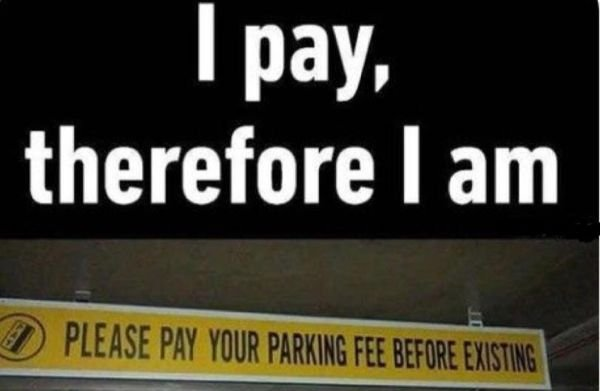 I pay,
therefore I am
PLEASE PAY YOUR PARKING FEE BEFORE EXISTING